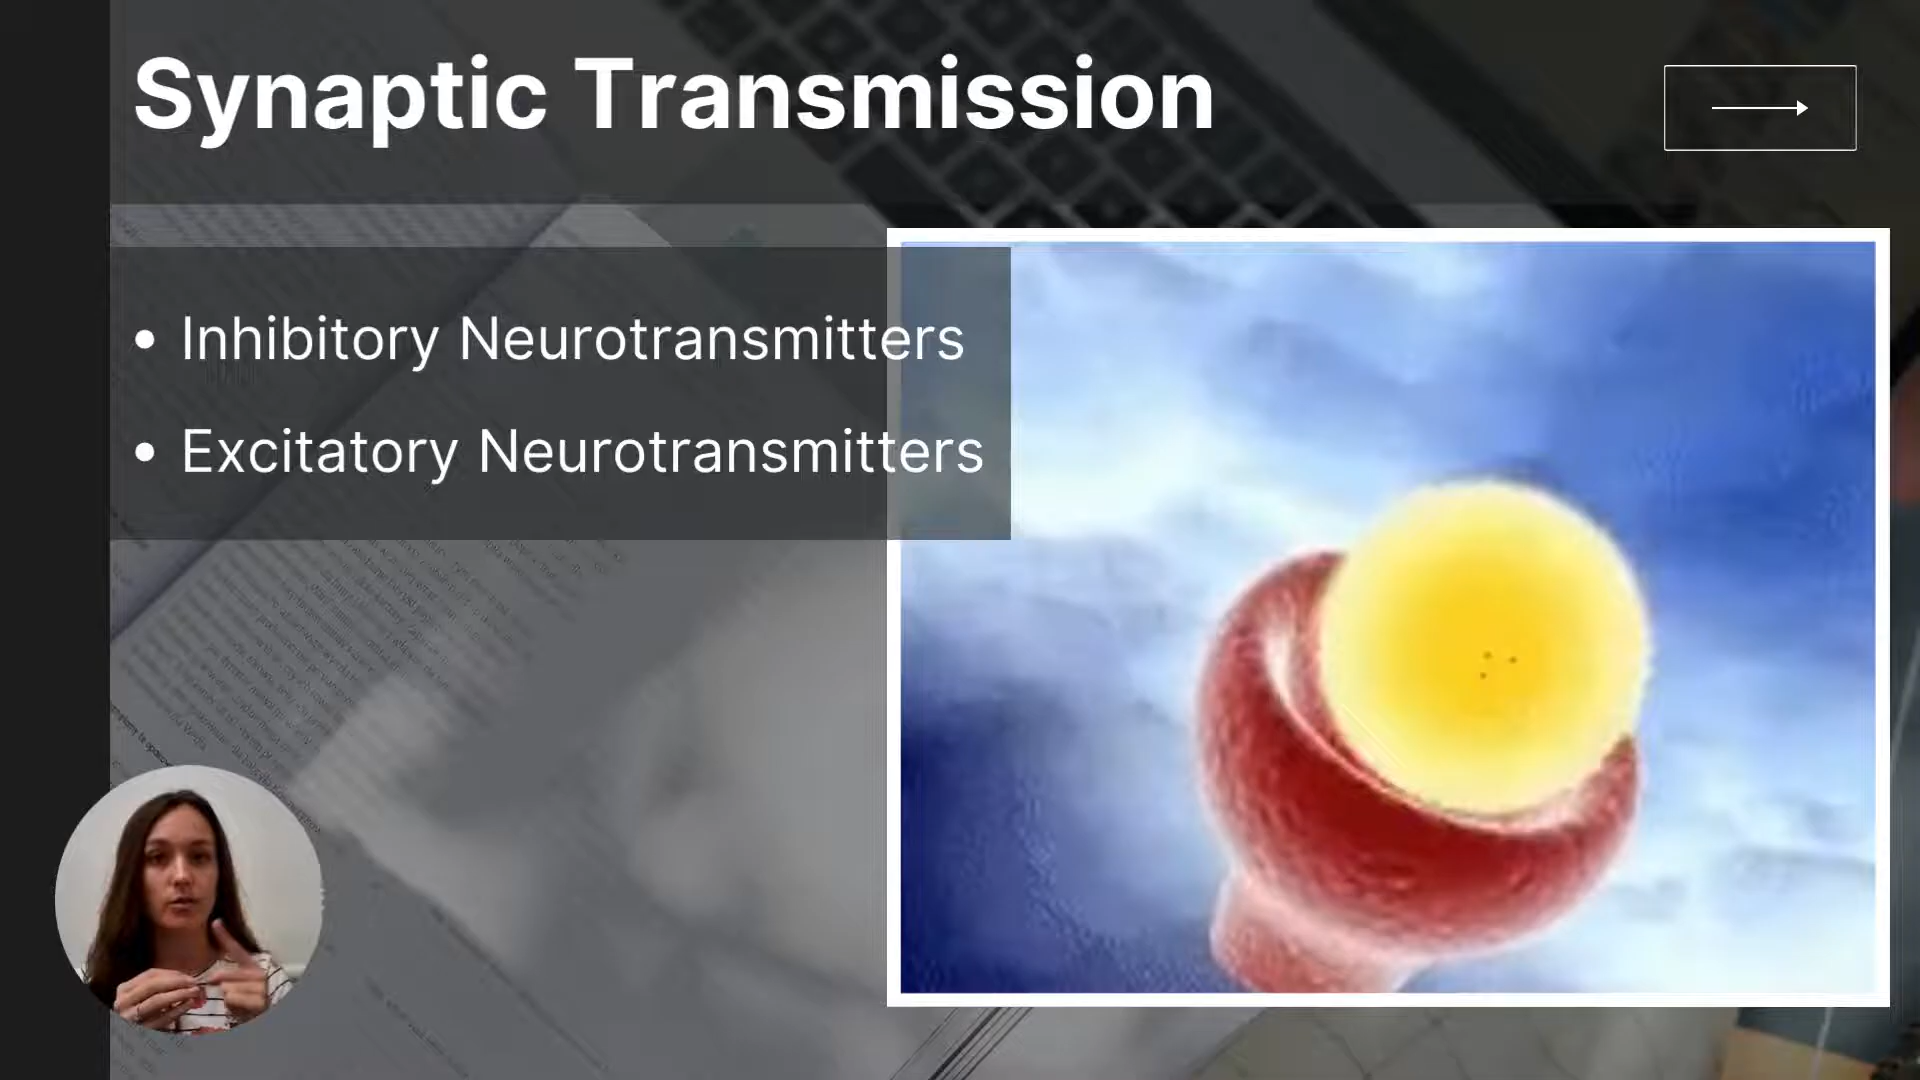 Synaptic Transmission
• Inhibitory Neurotransmitters
• Excitatory Neurotransmitters